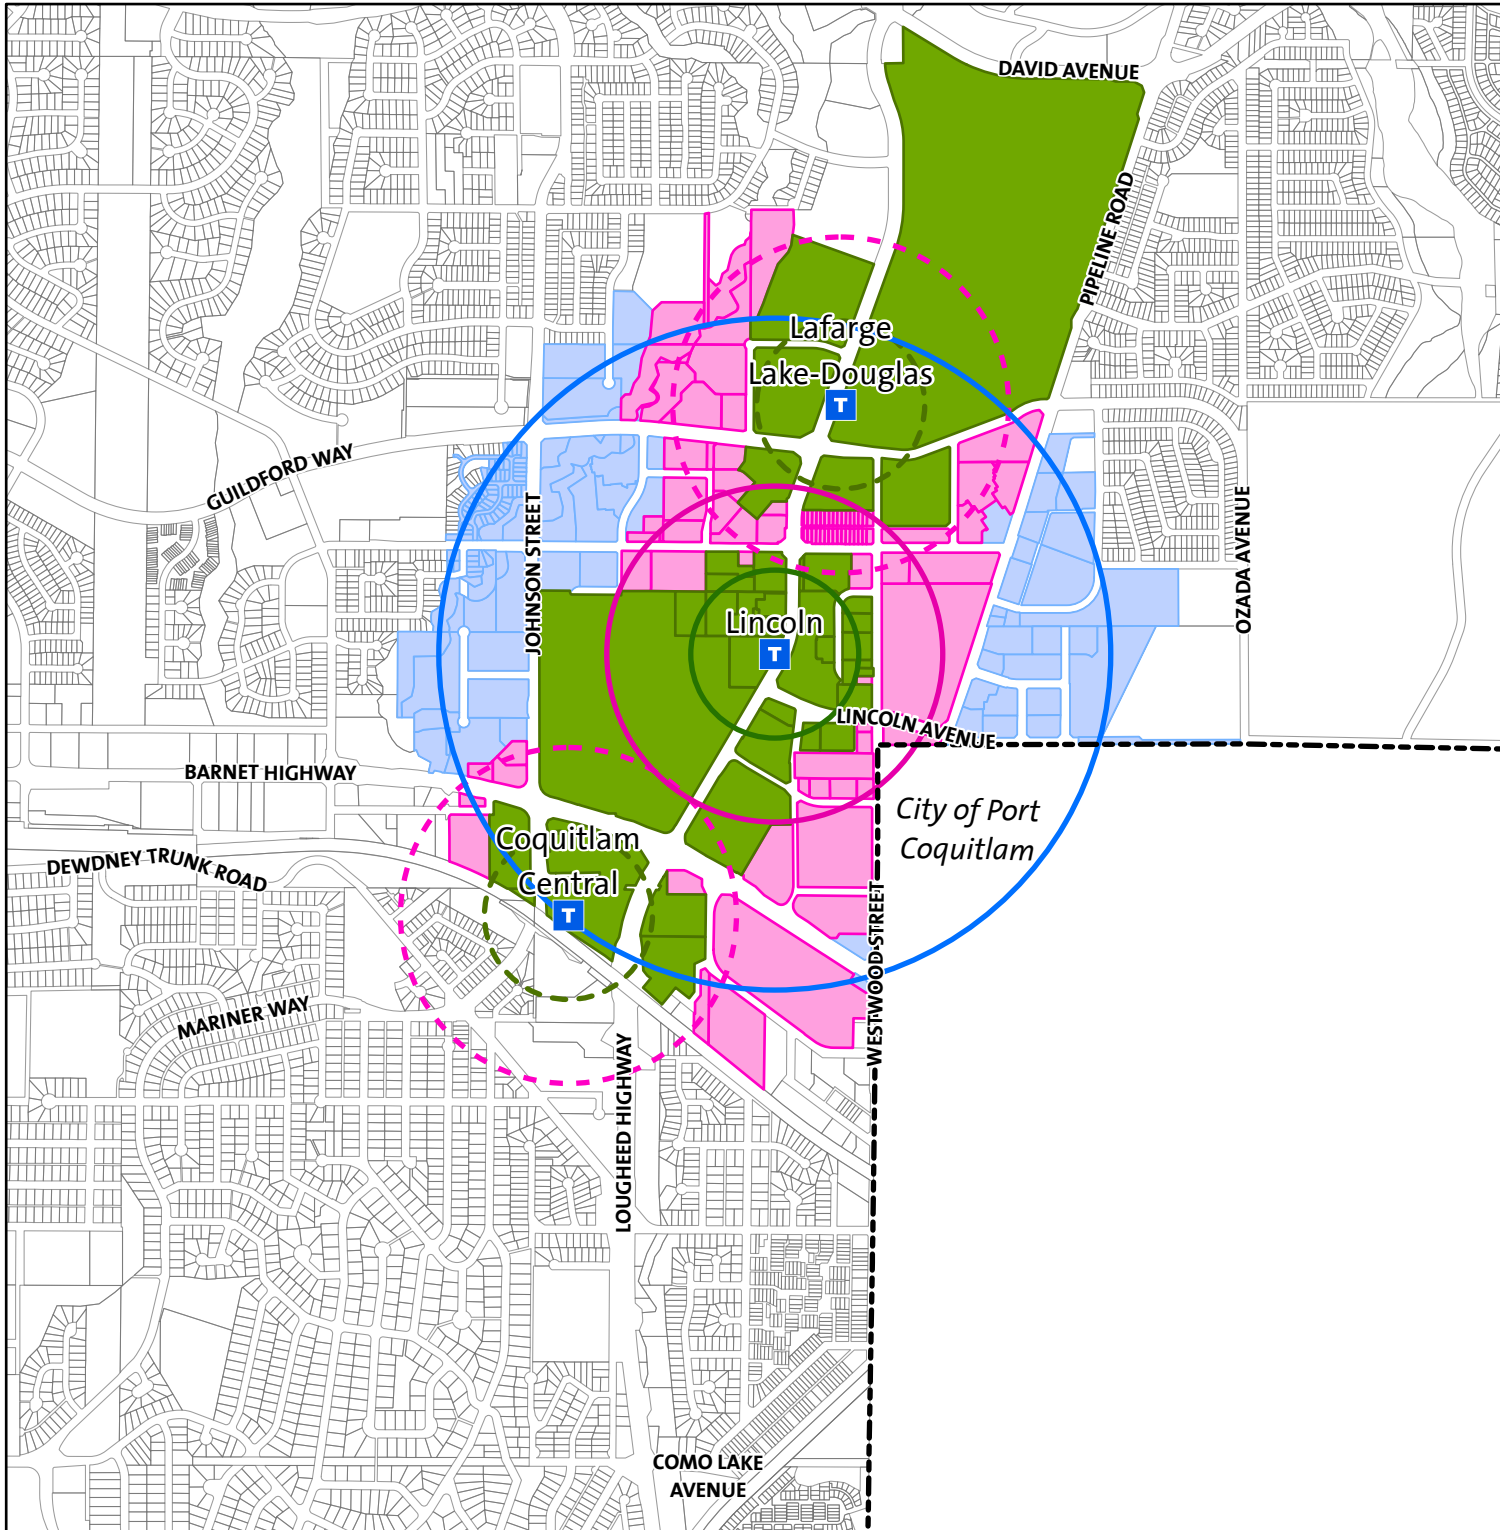 DAVID AVENUE
PIPELINE ROAD
Lafarge
Lake-Douglas
T
GUILDFORD WAY
JOHNSON STREET
OZADA AVENUE
Lincoln
T
LINCOLN AVENUE
BARNET HIGHWAY
City of Port
Coquitlam
Coquitlam
Central
T
DEWDNEY TRUNK ROAD
WESTWOOD STREET
MARINER WAY
LOUGHEED HIGHWAY
COMO LAKE
AVENUE